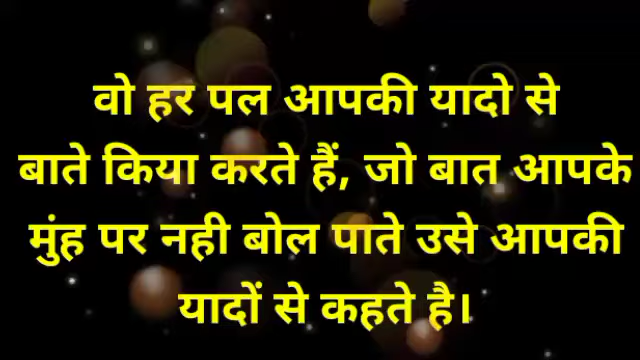 वो हर पल आपकी यादो से
बाते किया करते हैं, जो बात आपके
मुंह पर नही बोल पाते उसे आपकी
यादों से कहते है।